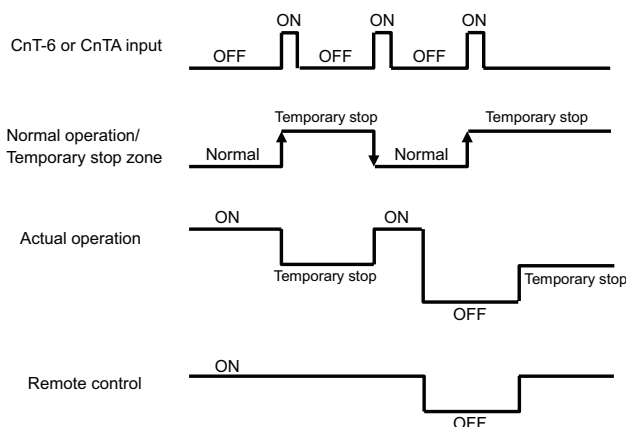 ON ON ON
CnT-6 or CnTA input
OFF OFF OFF
Temporary stop Temporary stop
Normal operation/
Temporary stop zone
Normal Normal
ON ON
Actual operation
Temporary stop Temporary stop
OFF
ON
Remote control
OFF